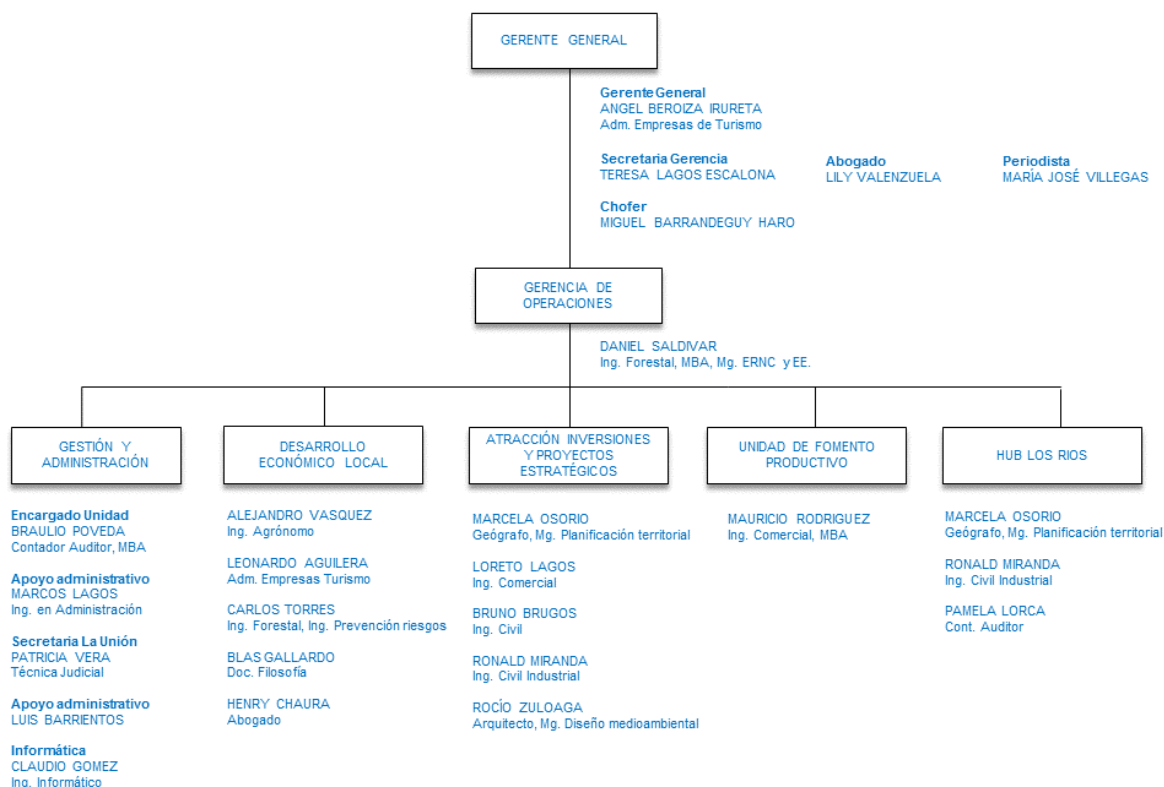 GERENTE GENERAL
Gerente General
ANGEL BEROIZA IRURETA
Adm. Empresas de Turismo
Secretaria Gerencia
TERESA LAGOS ESCALONA
Abogado
LILY VALENZUELA
Periodista
MARÍA JOSÉ VILLEGAS
Chofer
MIGUEL BARRANDEGUY HARO
GERENCIA DE
OPERACIONES
DANIEL SALDIVAR
Ing. Forestal, MBA, Mg. ERNC y EE.
GESTIÓN Y
ADMINISTRACIÓN
Encargado Unidad
BRAULIO POVEDA
Contador Auditor, MBA
Apoyo administrativo
MARCOS LAGOS
Ing. en Administración
Secretaria La Unión
PATRICIA VERA
Técnica Judicial
Apoyo administrativo
LUIS BARRIENTOS
Informática
CLAUDIO GOMEZ
Ing. Informático
DESARROLLO
ECONÓMICO LOCAL
ALEJANDRO VASQUEZ
Ing. Agrónomo
LEONARDO AGUILERA
Adm. Empresas Turismo
CARLOS TORRES
Ing. Forestal, Ing. Prevención riesgos
BLAS GALLARDO
Doc. Filosofía
HENRY CHAURA
Abogado
ATRACCIÓN INVERSIONES
Y PROYECTOS
ESTRATÉGICOS
MARCELA OSORIO
Geógrafo, Mg. Planificación territorial
LORETO LAGOS
Ing. Comercial
BRUNO BRUGOS
Ing. Civil
RONALD MIRANDA
Ing. Civil Industrial
ROCÍO ZULOAGA
Arquitecto, Mg. Diseño medioambiental
UNIDAD DE FOMENTO
PRODUCTIVO
MAURICIO RODRIGUEZ
Ing. Comercial, MBA
HUB LOS RIOS
MARCELA OSORIO
Geógrafo, Mg. Planificación territorial
RONALD MIRANDA
Ing. Civil Industrial
PAMELA LORCA
Cont. Auditor